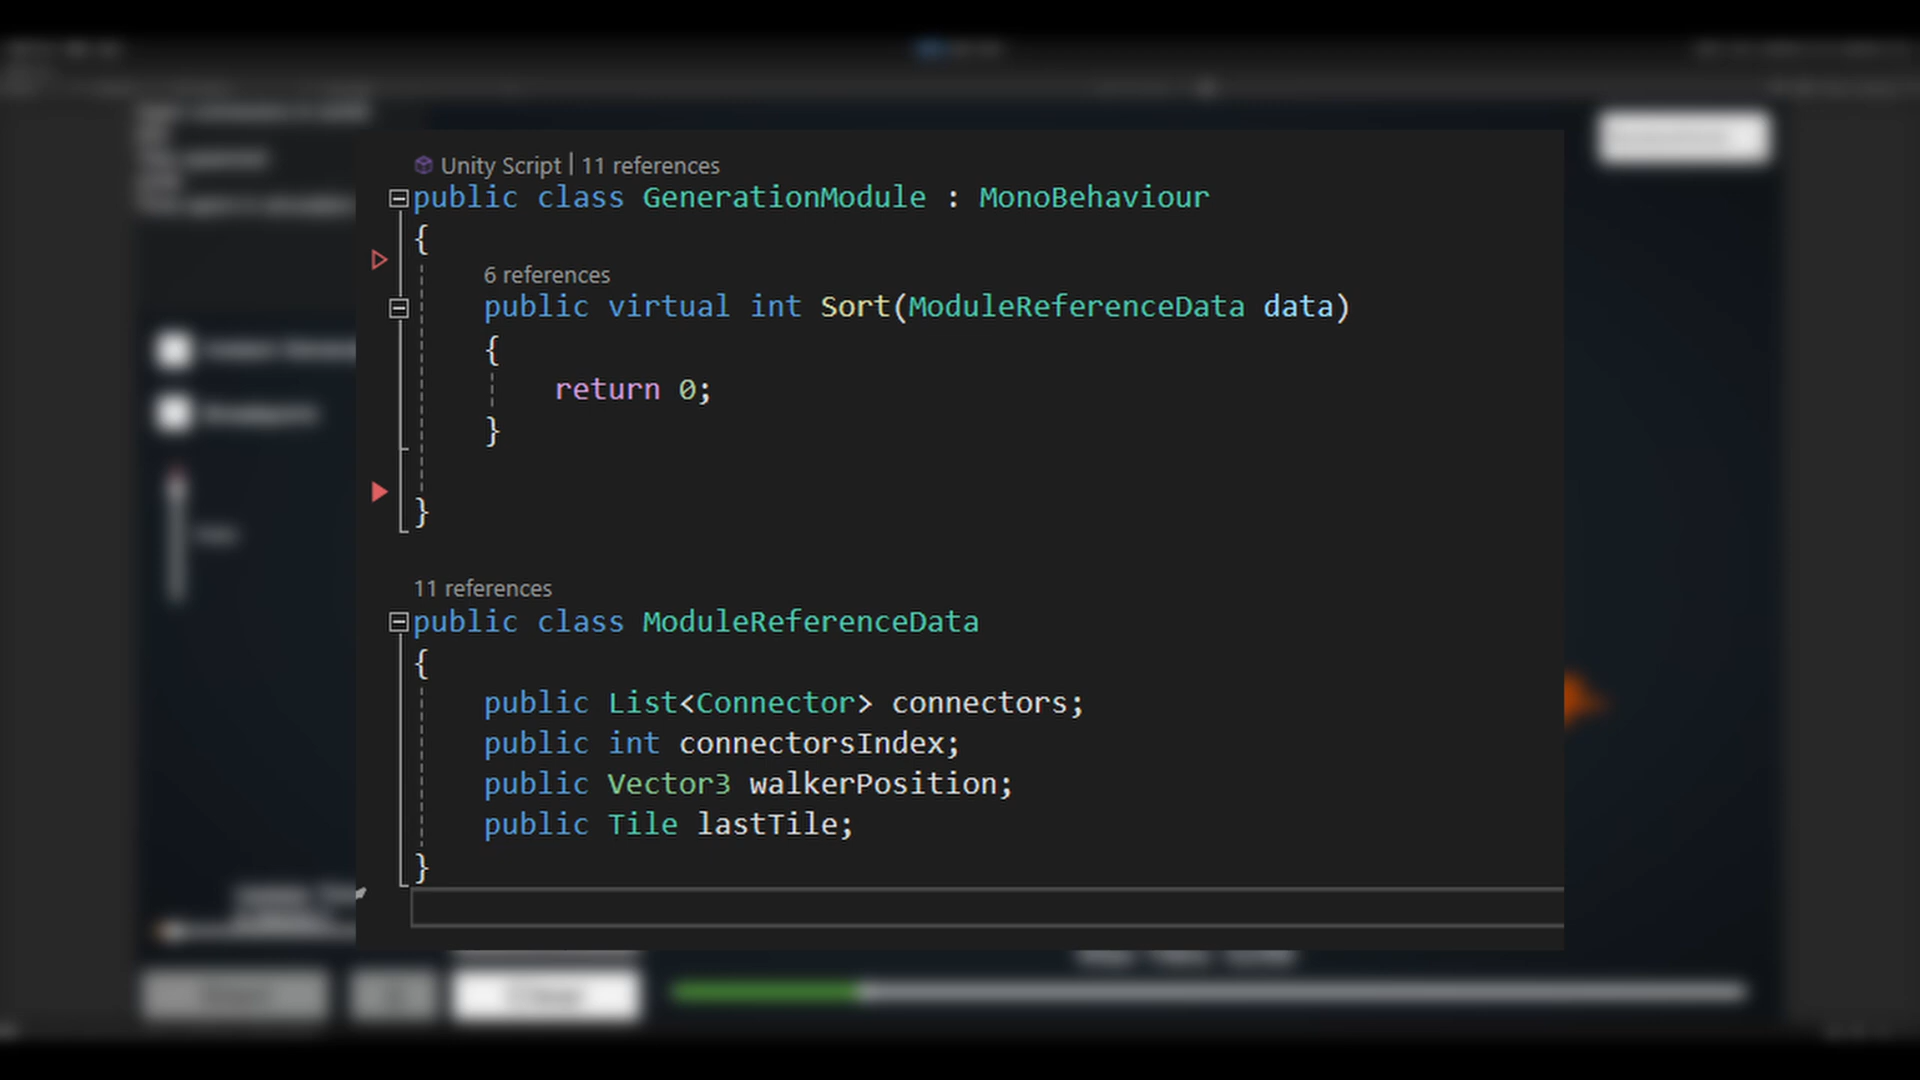 Unity Script | 11 references
public class GenerationModule : MonoBehaviour
{
6 references
public virtual int Sort(ModuleReferenceData data)
{
return 0;
}
}
11 references
public class ModuleReferenceData
{
public List<Connector> connectors;
public int connectorsIndex;
public Vector3 walkerPosition;
public Tile lastTile;
}